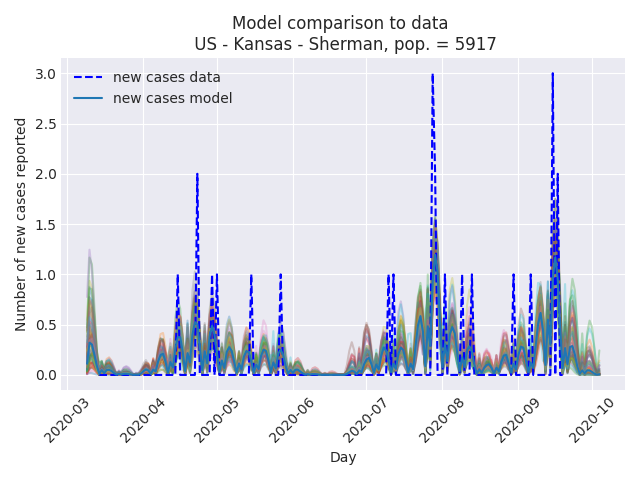 Model comparison to data
US - Kansas - Sherman, pop. = 5917
new cases data
new cases model
Number of new cases reported
3.0
2.5
2.0
1.5
1.0
0.5
0.0
2020-03
2020-04
2020-05
2020-06
2020-07
2020-08
2020-09
2020-10
Day